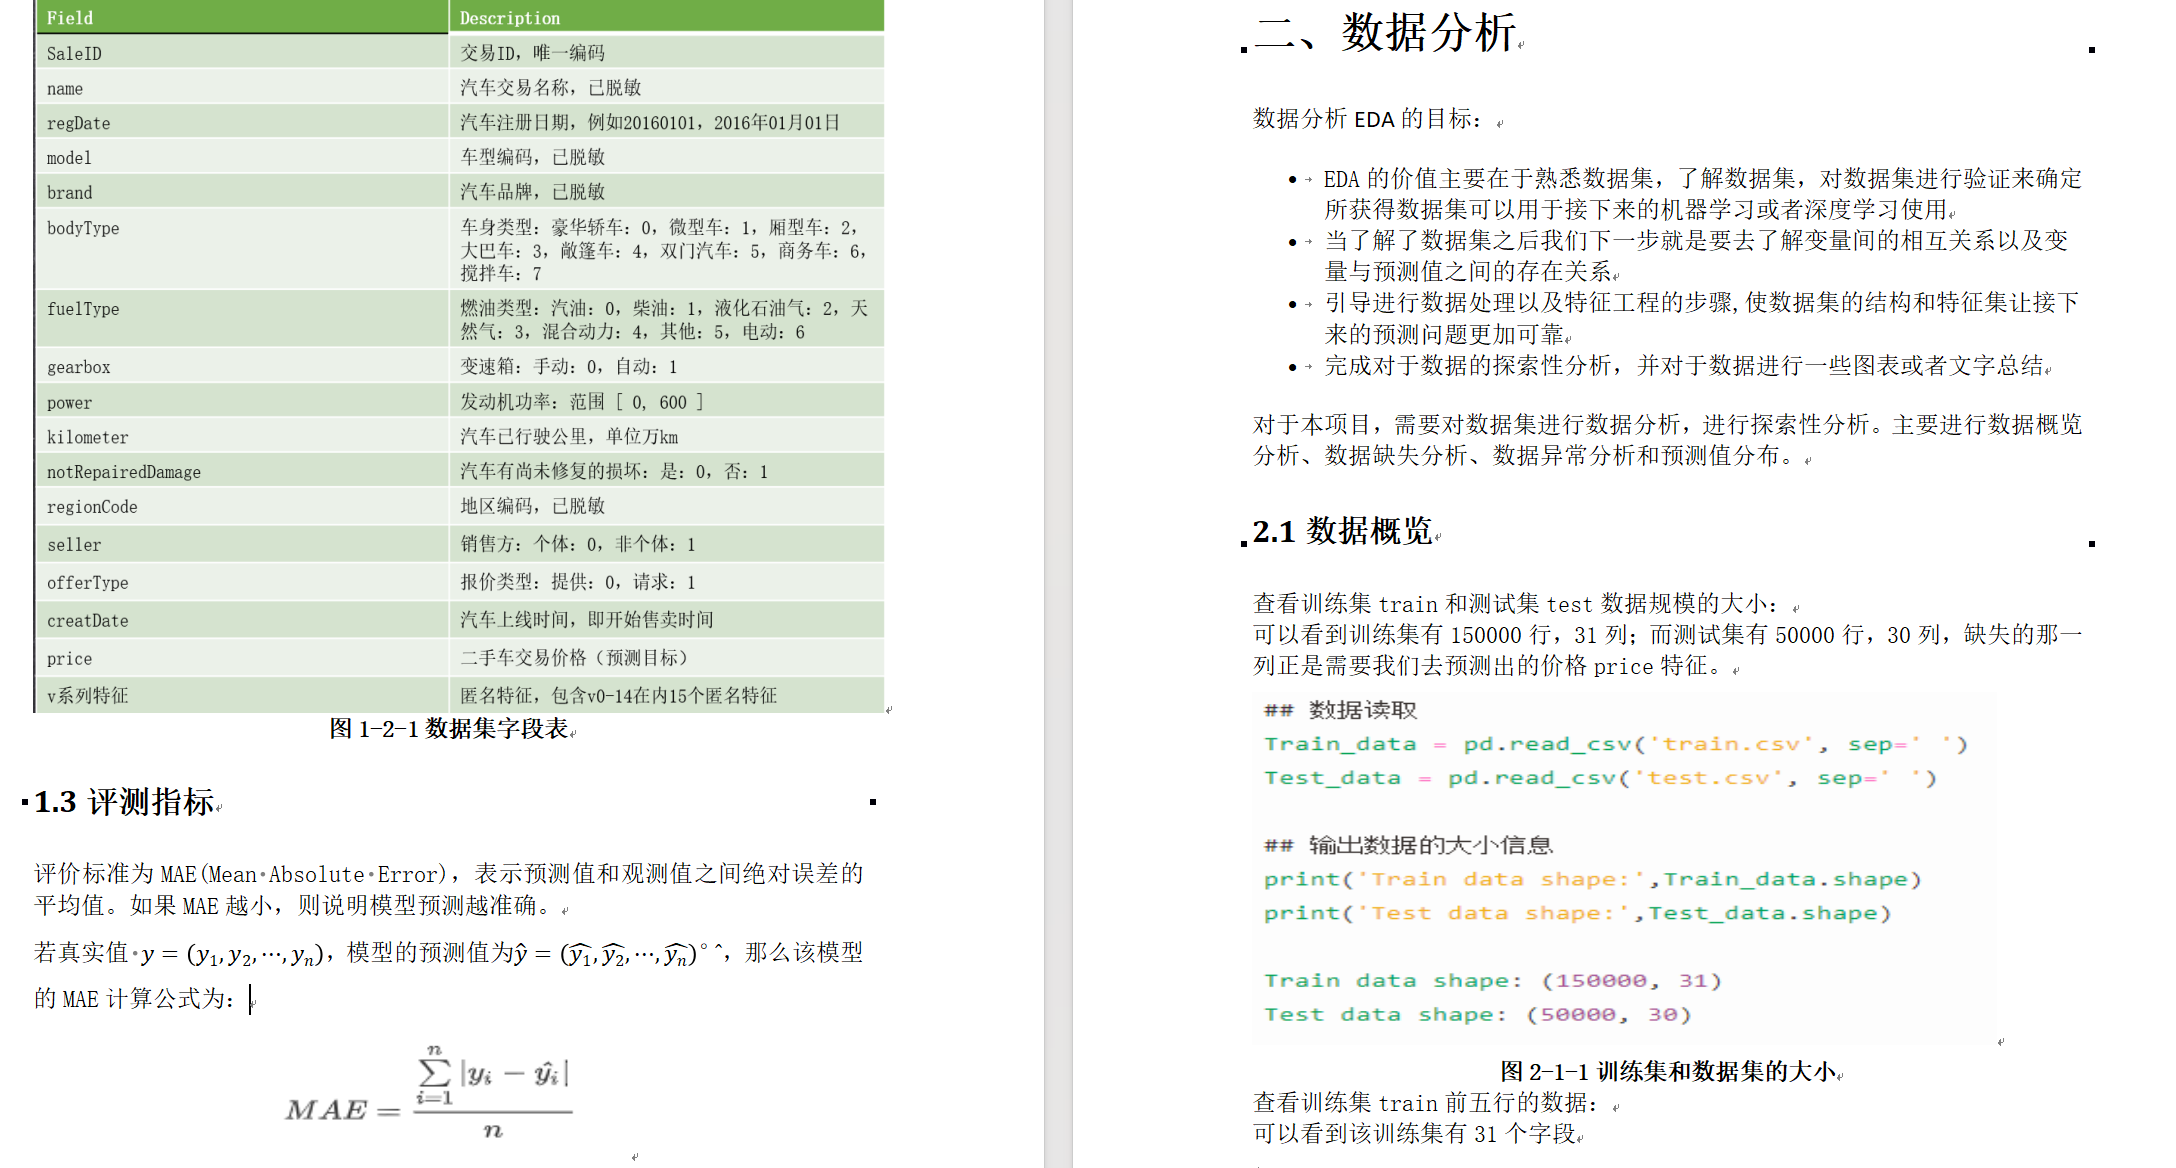 Field Description
SaleID 交易ID，唯一编码
name 汽车交易名称，已脱敏
regDate 汽车注册日期，例如20160101，2016年01月01日
model 车型编码，已脱敏
brand 汽车品牌，已脱敏
bodyType 车身类型：豪华轿车：0，微型车：1，厢型车：2，
大巴车：3，敞篷车：4，双门汽车：5，商务车：6，
搅拌车：7
fuelType 燃油类型：汽油：0，柴油：1，液化石油气：2，天
然气：3，混合动力：4，其他：5，电动：6
gearbox 变速箱：手动：0，自动：1
power 发动机功率：范围 [ 0, 600 ]
kilometer 汽车已行驶公里，单位万km
notRepairedDamage 汽车有尚未修复的损坏：是：0，否：1
regionCode 地区编码，已脱敏
seller 销售方：个体：0，非个体：1
offerType 报价类型：提供：0，请求：1
creatDate 汽车上线时间，即开始售卖时间
price 二手车交易价格（预测目标）
v系列特征 匿名特征，包含v0-14在内15个匿名特征
图 1-2-1 数据集字段表
1.3 评测指标
评价标准为 MAE(Mean Absolute Error)，表示预测值和观测值之间绝对误差的
平均值。如果 MAE 越小，则说明模型预测越准确。
若真实值 y = (y₁, y₂, ⋯, yₙ)，模型的预测值为ŷ = (ŷ₁, ŷ₂, ⋯, ŷₙ)°ˆ，那么该模型
的 MAE 计算公式为：
MAE = \frac{\sum_{i=1}^{n} |y_i − ŷ_i|}{n}
二、数据分析
数据分析 EDA 的目标：
• EDA 的价值主要在于熟悉数据集，了解数据集，对数据集进行验证来确定
所获得数据集可以用于接下来的机器学习或者深度学习使用
• 当了解了数据集之后我们下一步就是要去了解变量间的相互关系以及变
量与预测值之间的存在关系
• 引导进行数据处理以及特征工程的步骤,使数据集的结构和特征集让接下
来的预测问题更加可靠
• 完成对于数据的探索性分析，并对于数据进行一些图表或者文字总结
对于本项目，需要对数据集进行数据分析，进行探索性分析。主要进行数据概览
分析、数据缺失分析、数据异常分析和预测值分布。
2.1 数据概览
查看训练集 train 和测试集 test 数据规模的大小：
可以看到训练集有 150000 行，31 列；而测试集有 50000 行，30 列，缺失的那一
列正是需要我们去预测出的价格 price 特征。
## 数据读取
Train_data = pd.read_csv('train.csv', sep=' ')
Test_data = pd.read_csv('test.csv', sep=' ')
## 输出数据的大小信息
print('Train data shape:',Train_data.shape)
print('Test data shape:',Test_data.shape)
Train data shape: (150000, 31)
Test data shape: (50000, 30)
图 2-1-1 训练集和数据集的大小
查看训练集 train 前五行的数据：
可以看到该训练集有 31 个字段